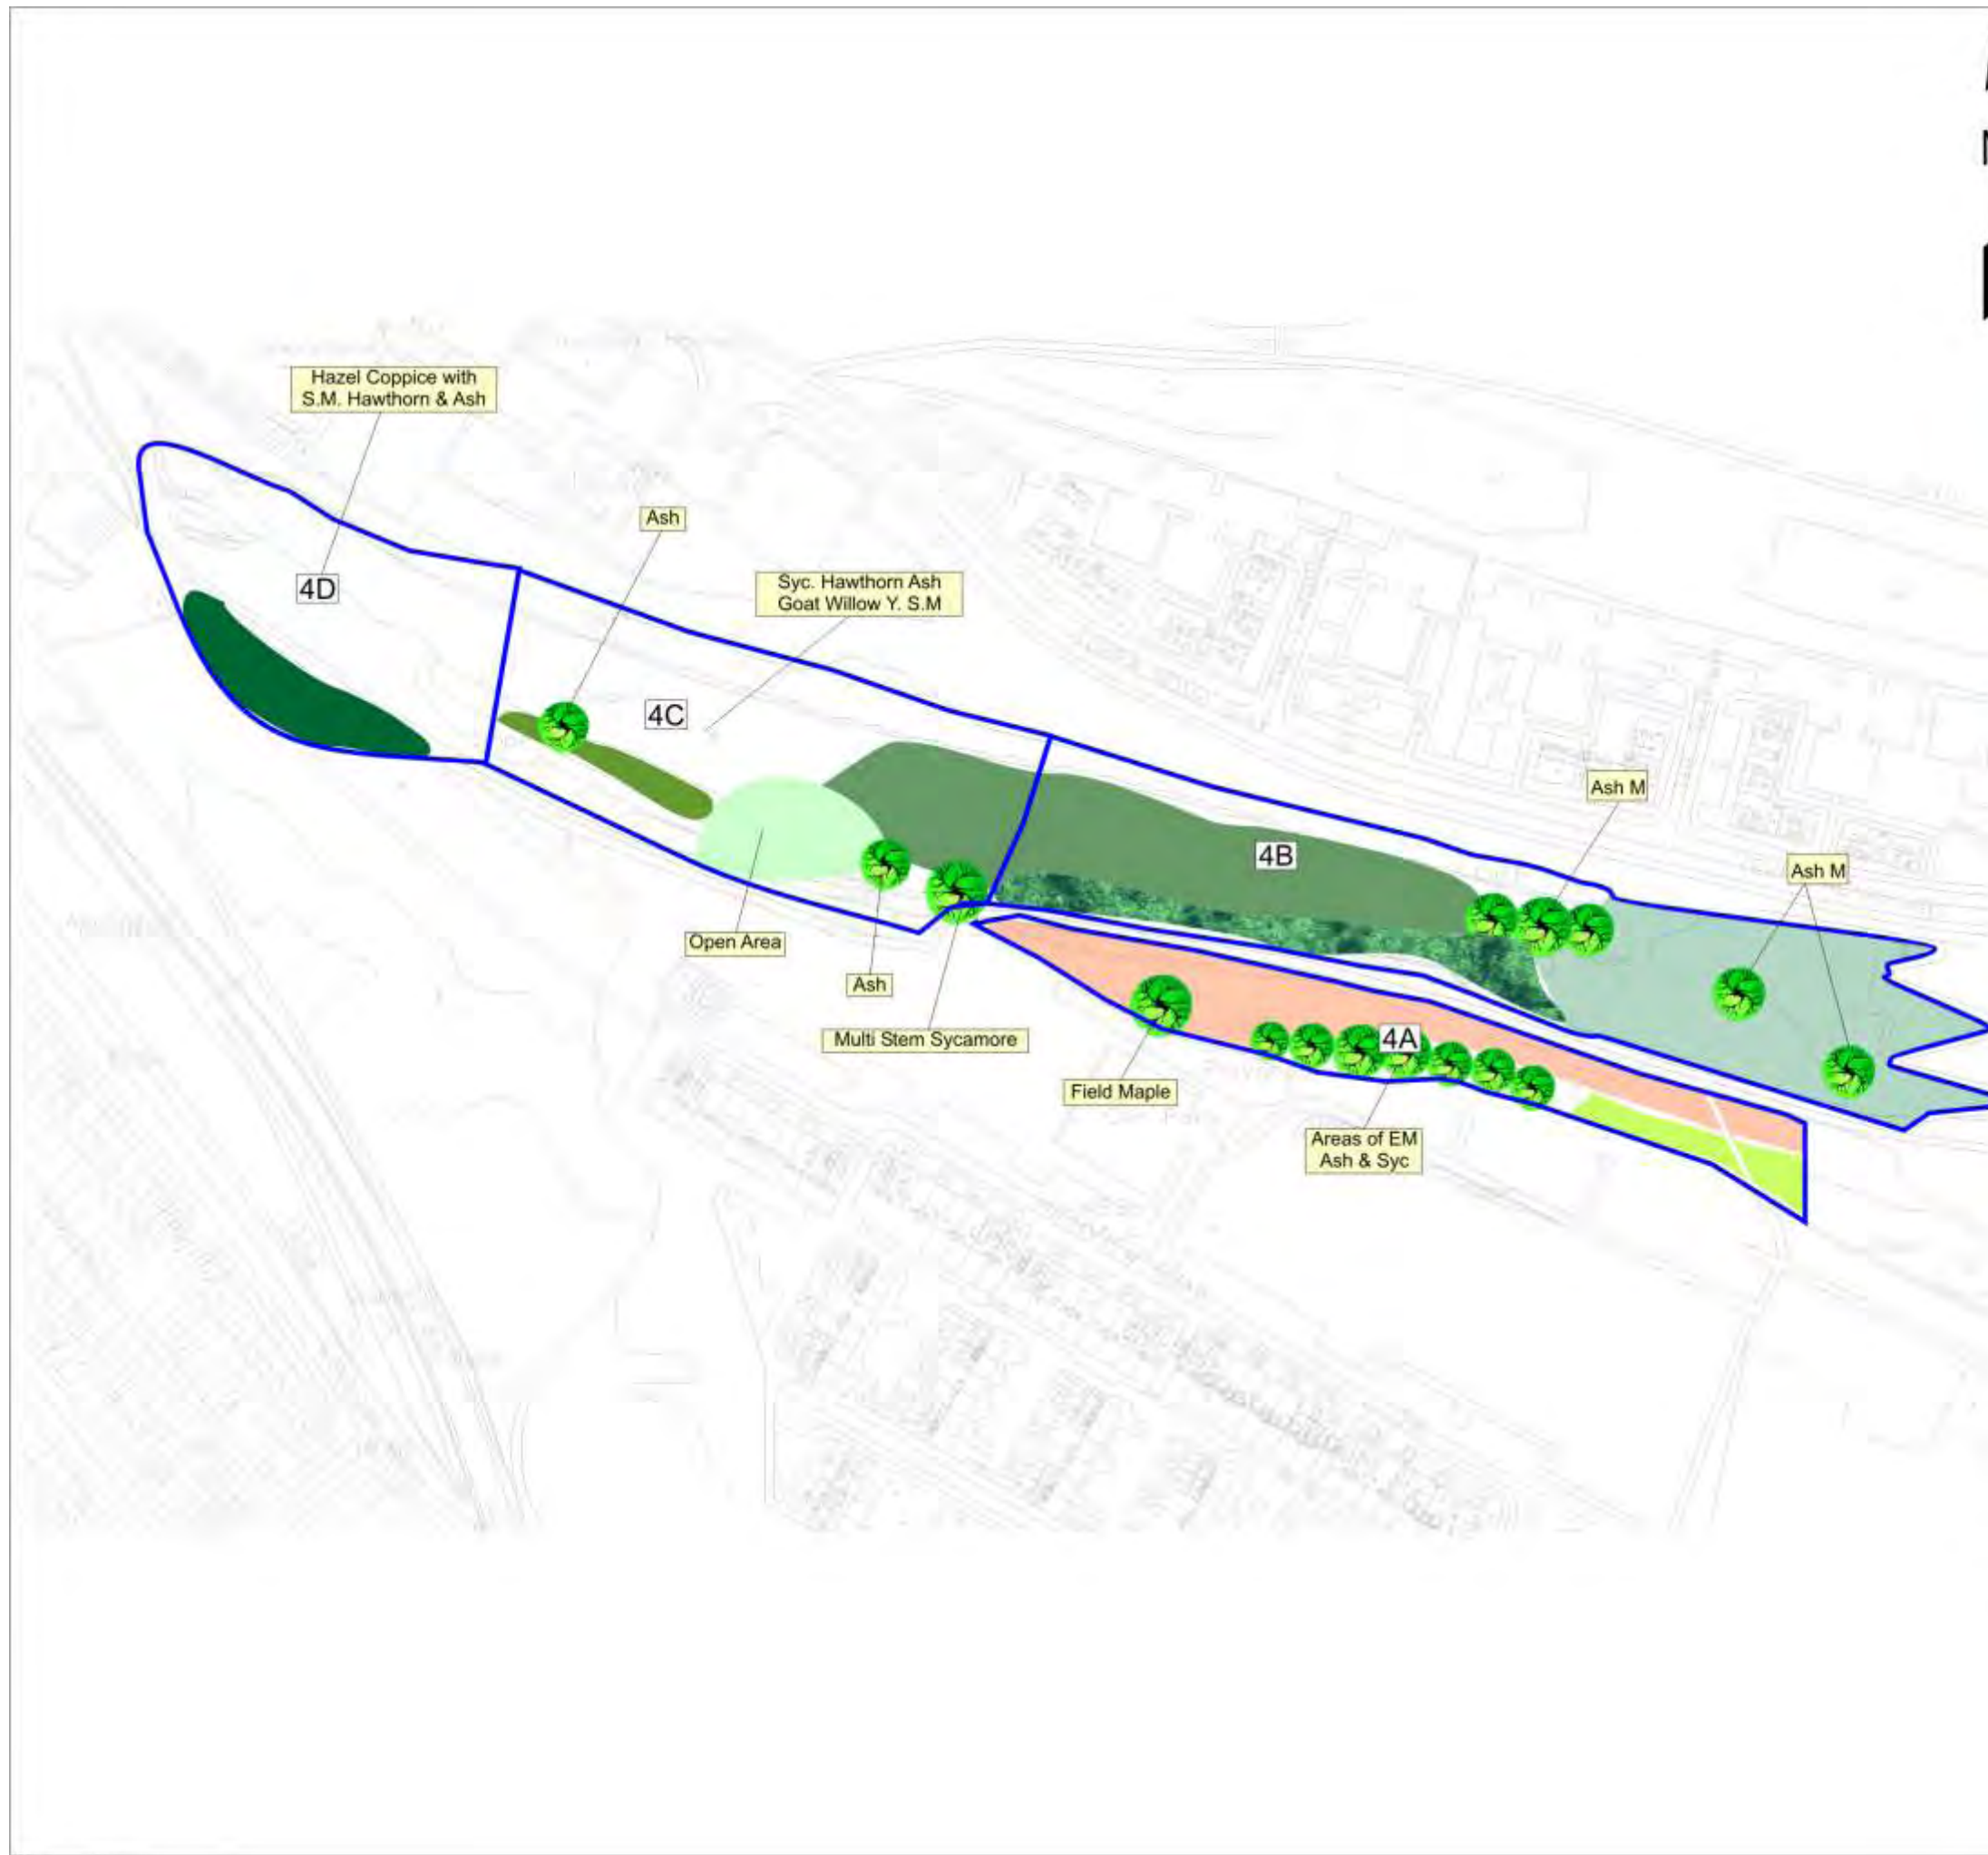 Hazel Coppice with
S.M. Hawthorn & Ash
Ash
4D
Syc. Hawthorn Ash
Goat Willow Y. S.M
4C
Ash M
4B
Ash M
Open Area
Ash
Multi Stem Sycamore
4A
Field Maple
Areas of EM
Ash & Syc